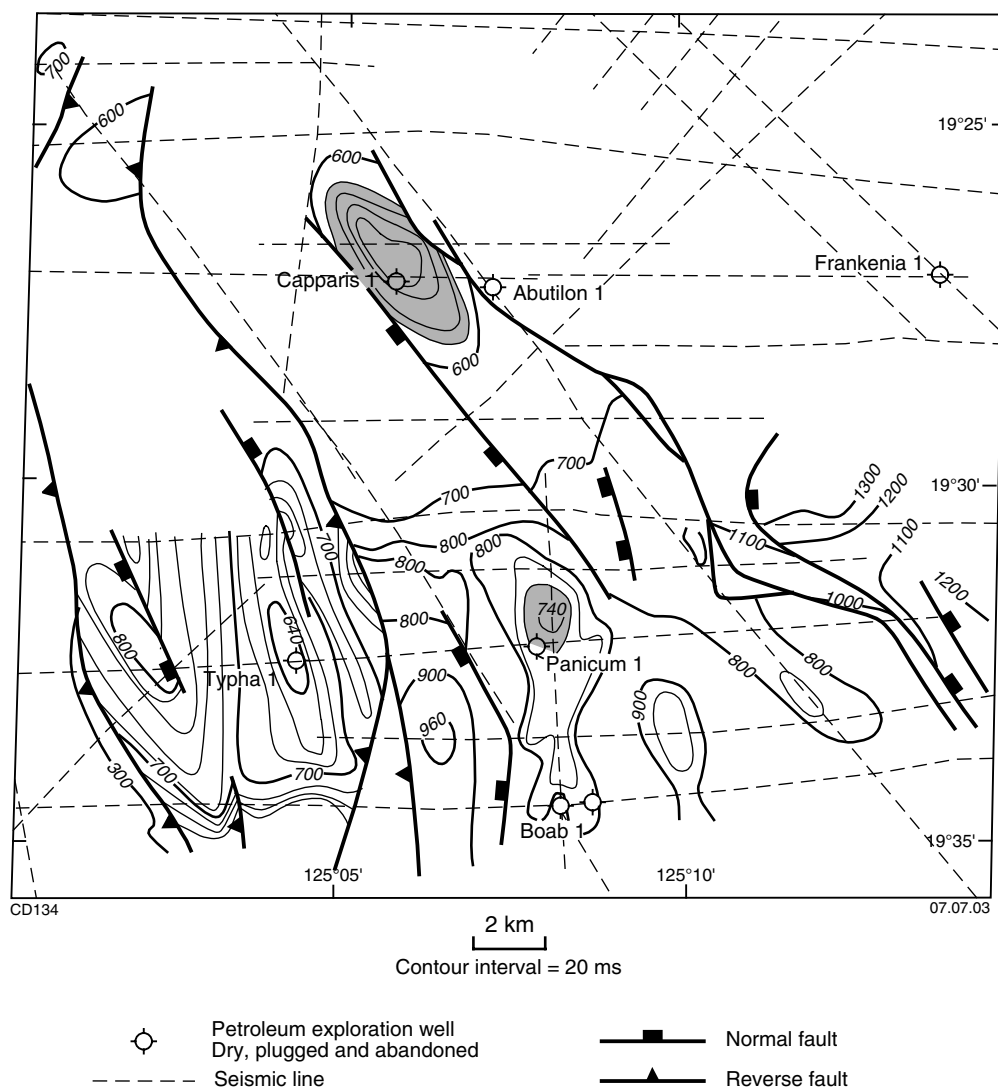 700
600
19°25'
600
Capparis 1
Abutilon 1
Frankenia 1
600
700
700
1300
1200
19°30'
700
800
800
1100
1100
800
1200
740
1000
800
640
800
Panicum 1
800
800
Typha 1
900
900
960
300
700
700
Boab 1
19°35'
125°05'
125°10'
CD134
07.07.03
2 km
Contour interval = 20 ms
Petroleum exploration well
Dry, plugged and abandoned
Normal fault
Seismic line
Reverse fault